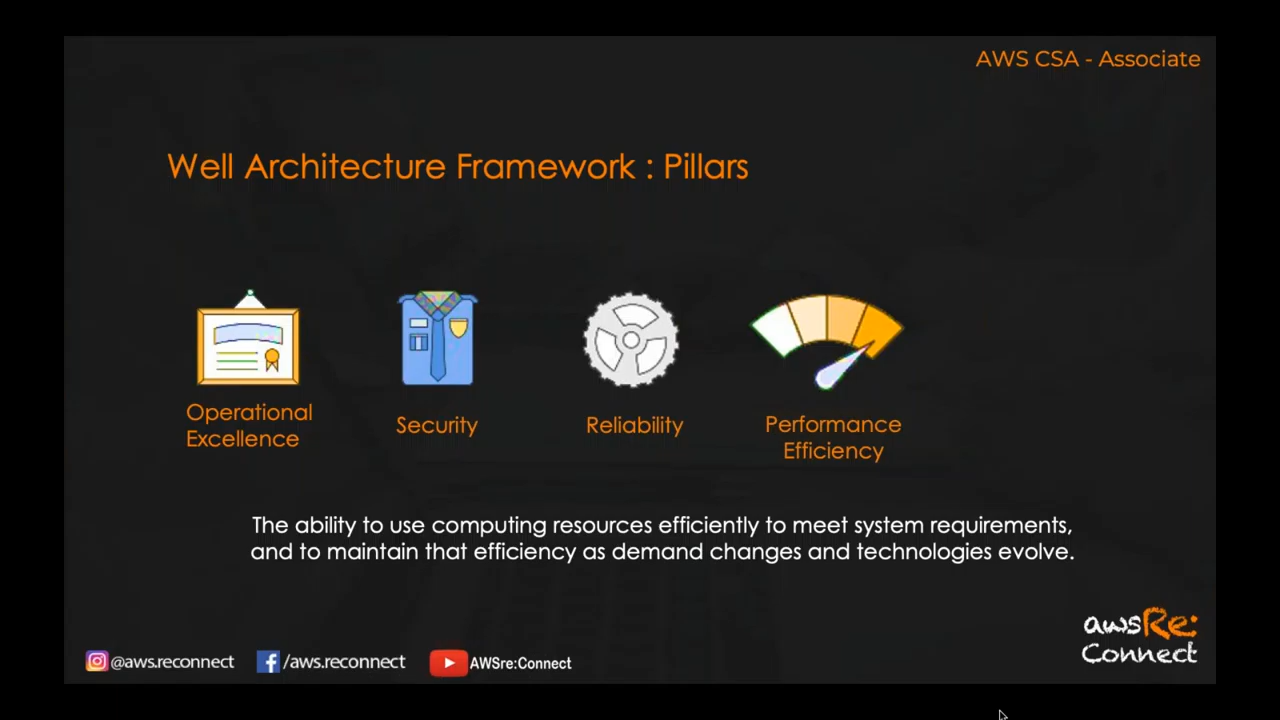 AWS CSA - Associate
Well Architecture Framework : Pillars
Operational
Excellence
Security
Reliability
Performance
Efficiency
The ability to use computing resources efficiently to meet system requirements,
and to maintain that efficiency as demand changes and technologies evolve.
awsRe:
Connect
@aws.reconnect
/aws.reconnect
AWSre:Connect